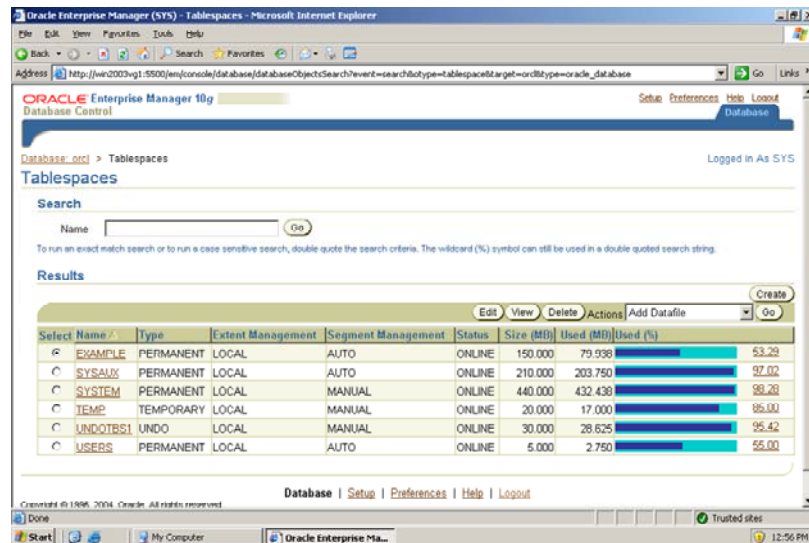 Oracle Enterprise Manager (SYS) - Tablespaces - Microsoft Internet Explorer
File Edit View Favorites Tools Help
Back Search Favorites
Address http://win2003vg1:5500/em/console/database/databaseObjectsSearch?event=search&otype=tablespace&target=orcl&type=oracle_database Go Links
ORACLE Enterprise Manager 10g
Database Control
Setup Preferences Help Logout
Database
Database: orcl > Tablespaces Logged in As SYS
Tablespaces
Search
Name Go
To run an exact match search or to run a case sensitive search, double quote the search criteria. The wildcard (%) symbol can still be used in a double quoted search string.
Results
Create
Edit View Delete Actions Add Datafile Go
Select Name Type Extent Management Segment Management Status Size (MB) Used (MB) Used (%)
EXAMPLE PERMANENT LOCAL AUTO ONLINE 150.000 79.938 53.29
SYSAUX PERMANENT LOCAL AUTO ONLINE 210.000 203.750 97.02
SYSTEM PERMANENT LOCAL MANUAL ONLINE 440.000 432.438 98.28
TEMP TEMPORARY LOCAL MANUAL ONLINE 20.000 17.000 85.00
UNDOTBS1 UNDO LOCAL MANUAL ONLINE 30.000 28.625 95.42
USERS PERMANENT LOCAL AUTO ONLINE 5.000 2.750 55.00
Database | Setup | Preferences | Help | Logout
Copyright © 1996, 2004, Oracle. All rights reserved.
Done Trusted sites
Start My Computer Oracle Enterprise Ma... 12:56 PM